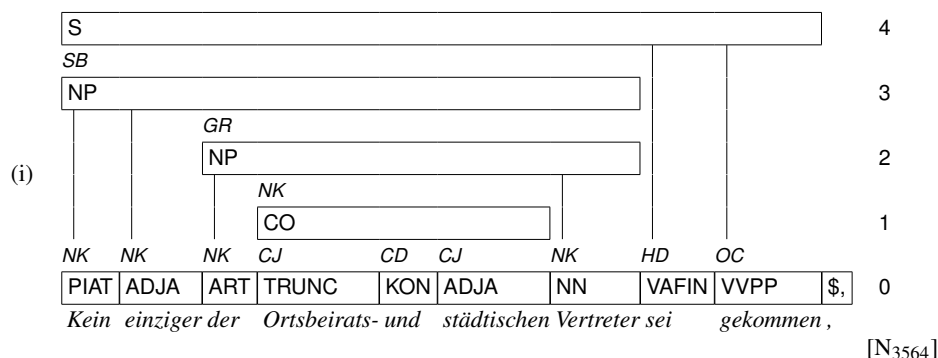 S 4
SB
NP 3
GR
NP 2
(i)
NK
CO 1
NK NK NK CJ CD CJ NK HD OC
PIAT ADJA ART TRUNC KON ADJA NN VAFIN VVPP $, 0
Kein einziger der Ortsbeirats- und städtischen Vertreter sei gekommen ,
[N3564]